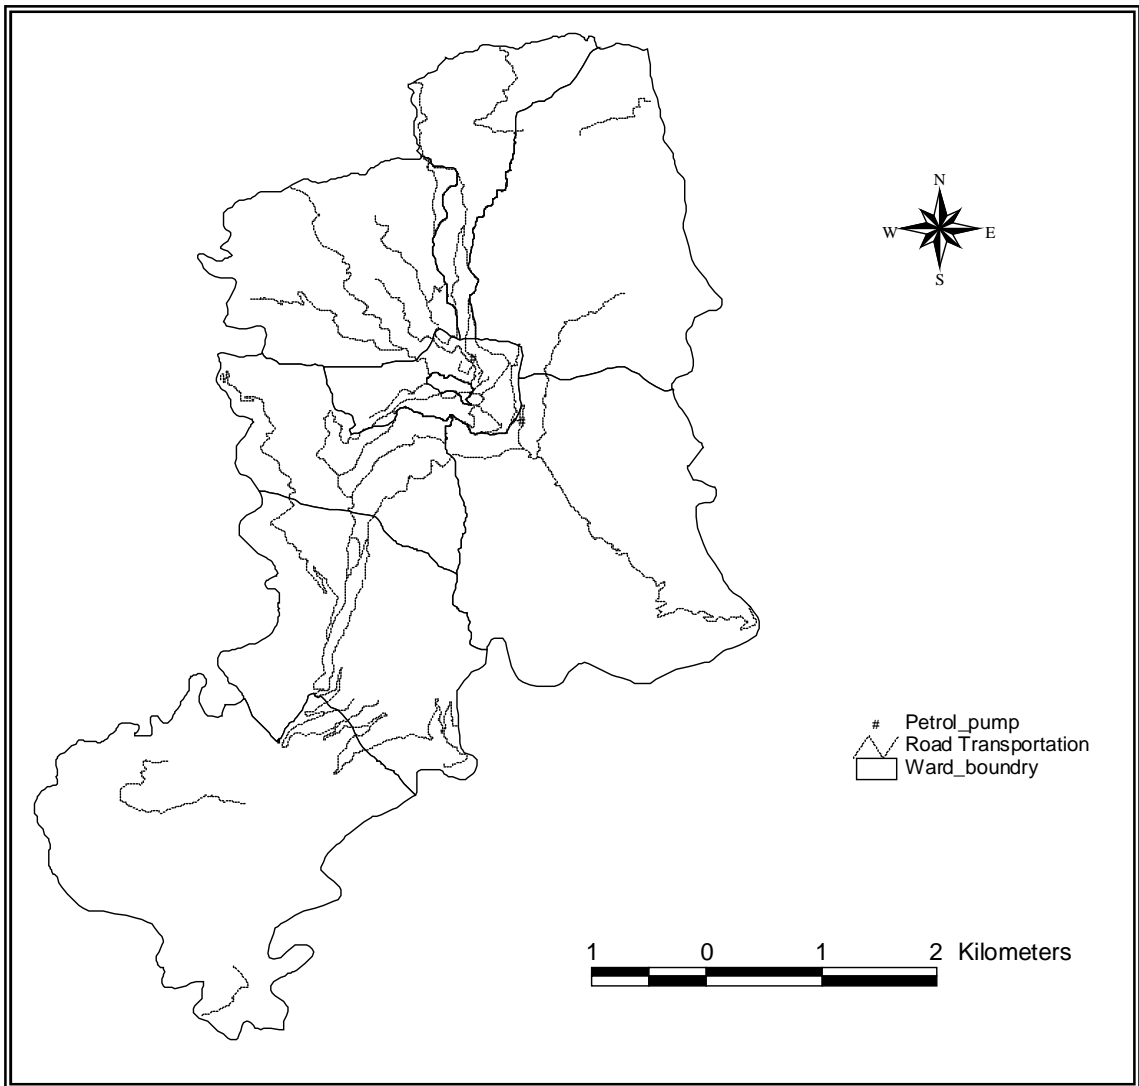 N
W E
S
# Petrol_pump
Road Transportation
Ward_boundry
1 0 1 2 Kilometers